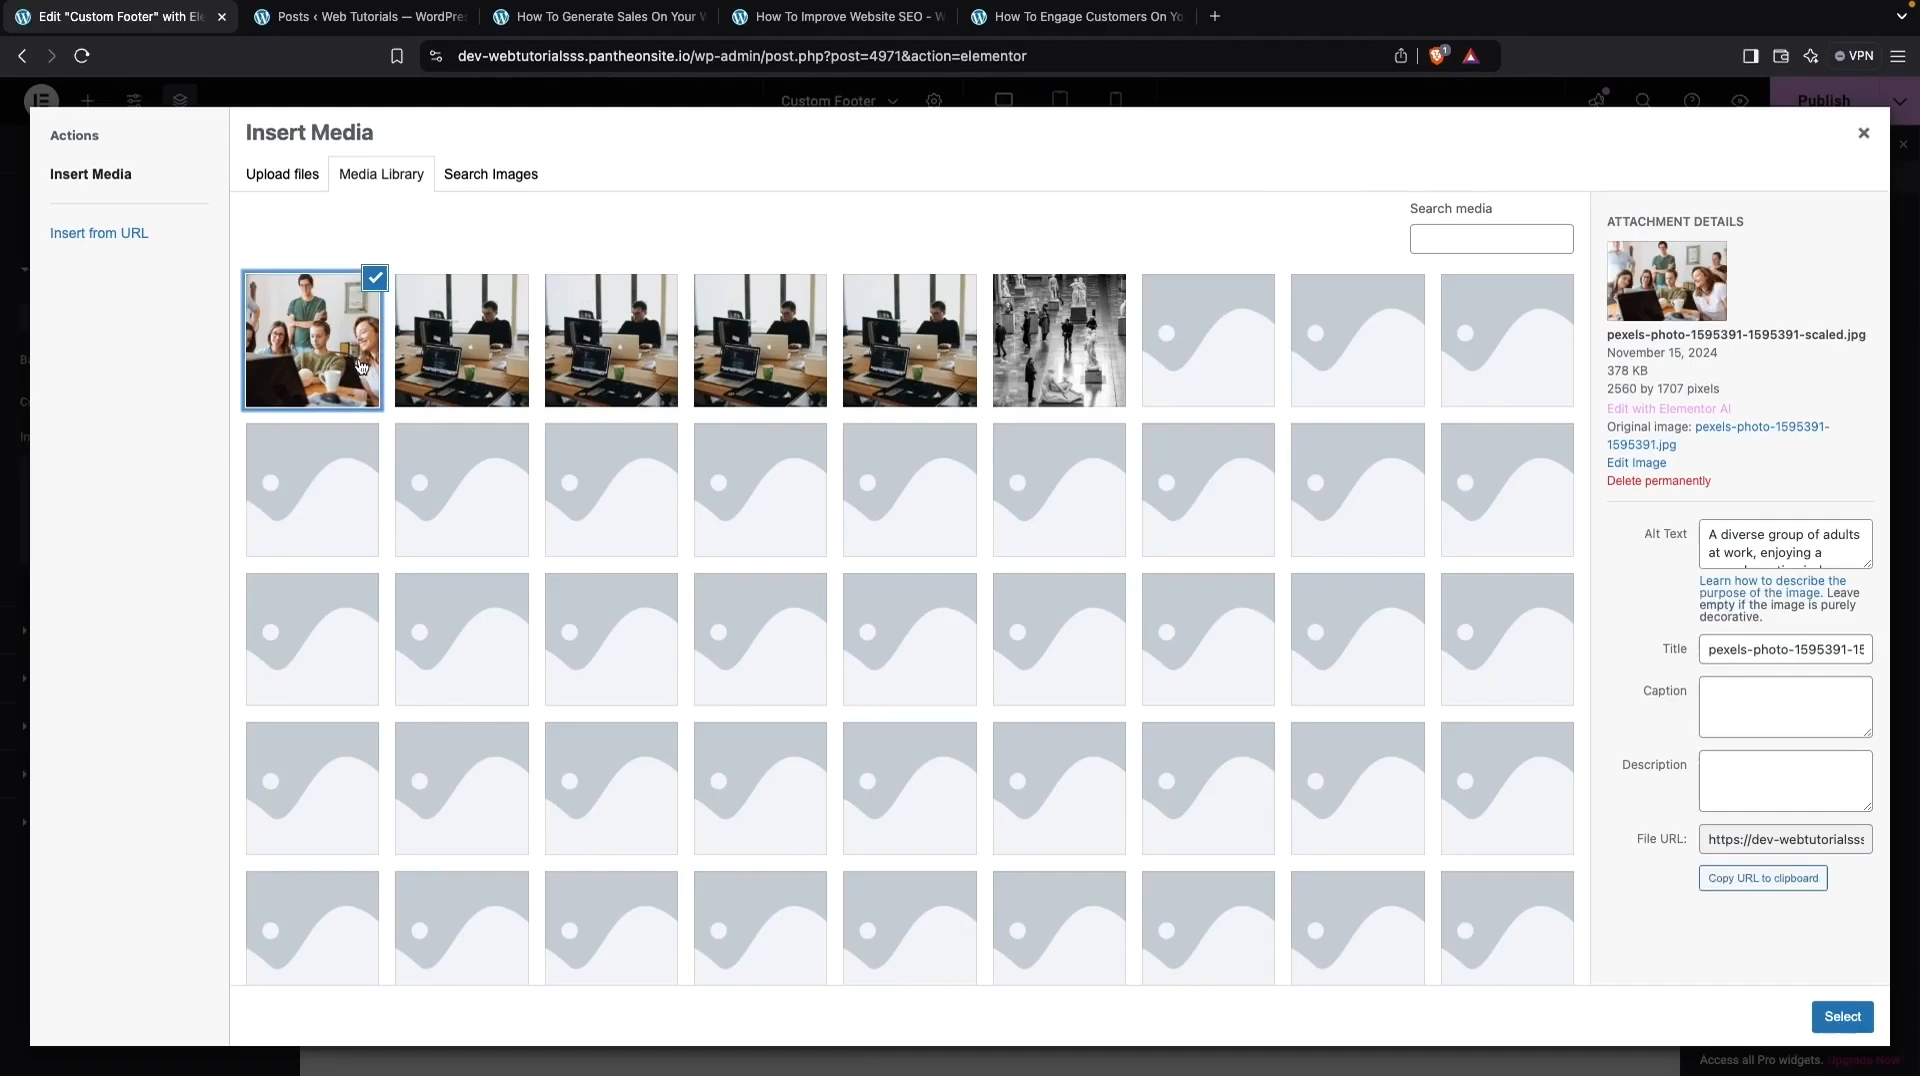 Edit "Custom Footer" with Ele
Posts ‹ Web Tutorials — WordPres
How To Generate Sales On Your W
How To Improve Website SEO - W
How To Engage Customers On Yo
dev-webtutorialsss.pantheonsite.io/wp-admin/post.php?post=4971&action=elementor
1
VPN
Custom Footer
Publish
Actions
Insert Media
Insert from URL
Insert Media
Upload files
Media Library
Search Images
Search media
ATTACHMENT DETAILS
pexels-photo-1595391-1595391-scaled.jpg
November 15, 2024
378 KB
2560 by 1707 pixels
Edit with Elementor AI
Original image: pexels-photo-1595391-
1595391.jpg
Edit Image
Delete permanently
Alt Text
A diverse group of adults
at work, enjoying a
Learn how to describe the
purpose of the image. Leave
empty if the image is purely
decorative.
Title
pexels-photo-1595391-15
Caption
Description
File URL:
https://dev-webtutorialsss
Copy URL to clipboard
Select
Access all Pro widgets. Upgrade Now